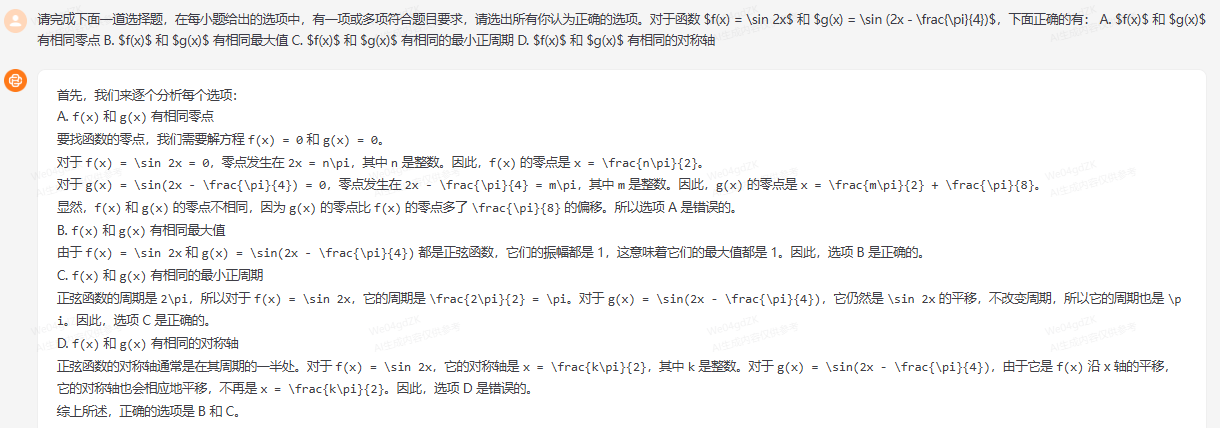 请完成下面一道选择题，在每小题给出的选项中，有一项或多项符合题目要求，请选出所有你认为正确的选项。对于函数 $f(x) = \sin 2x$ 和 $g(x) = \sin (2x - \frac{\pi}{4})$，下面正确的有： A. $f(x)$ 和 $g(x)$
有相同零点 B. $f(x)$ 和 $g(x)$ 有相同最大值 C. $f(x)$ 和 $g(x)$ 有相同的最小正周期 D. $f(x)$ 和 $g(x)$ 有相同的对称轴
首先，我们来逐个分析每个选项：
A. f(x) 和 g(x) 有相同零点
要找函数的零点，我们需要解方程 f(x) = 0 和 g(x) = 0。
对于 f(x) = \sin 2x = 0，零点发生在 2x = n\pi，其中 n 是整数。因此，f(x) 的零点是 x = \frac{n\pi}{2}。
对于 g(x) = \sin(2x - \frac{\pi}{4}) = 0，零点发生在 2x - \frac{\pi}{4} = m\pi，其中 m 是整数。因此，g(x) 的零点是 x = \frac{m\pi}{2} + \frac{\pi}{8}。
显然，f(x) 和 g(x) 的零点不相同，因为 g(x) 的零点比 f(x) 的零点多了 \frac{\pi}{8} 的偏移。所以选项 A 是错误的。
B. f(x) 和 g(x) 有相同最大值
由于 f(x) = \sin 2x 和 g(x) = \sin(2x - \frac{\pi}{4}) 都是正弦函数，它们的振幅都是 1，这意味着它们的最大值都是 1。因此，选项 B 是正确的。
C. f(x) 和 g(x) 有相同的最小正周期
正弦函数的周期是 2\pi，所以对于 f(x) = \sin 2x，它的周期是 \frac{2\pi}{2} = \pi。对于 g(x) = \sin(2x - \frac{\pi}{4})，它仍然是 \sin 2x 的平移，不改变周期，所以它的周期也是 \p
i。因此，选项 C 是正确的。
D. f(x) 和 g(x) 有相同的对称轴
正弦函数的对称轴通常是在其周期的一半处。对于 f(x) = \sin 2x，它的对称轴是 x = \frac{k\pi}{2}，其中 k 是整数。对于 g(x) = \sin(2x - \frac{\pi}{4})，由于它是 f(x) 沿 x 轴的平移，
它的对称轴也会相应地平移，不再是 x = \frac{k\pi}{2}。因此，选项 D 是错误的。
综上所述，正确的选项是 B 和 C。